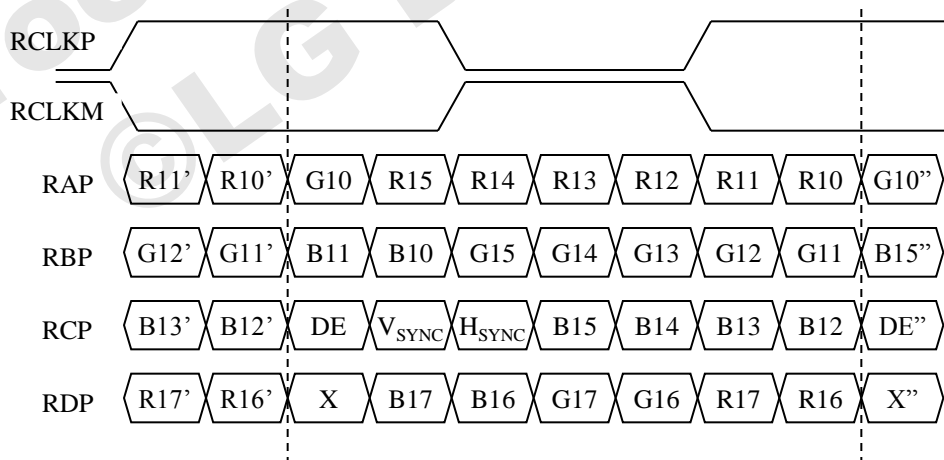 RCLKP
RCLKM
©LG
RAP R11’ R10’ G10 R15 R14 R13 R12 R11 R10 G10”
RBP G12’ G11’ B11 B10 G15 G14 G13 G12 G11 B15”
RCP B13’ B12’ DE VSYNC HSYNC B15 B14 B13 B12 DE”
RDP R17’ R16’ X B17 B16 G17 G16 R17 R16 X”